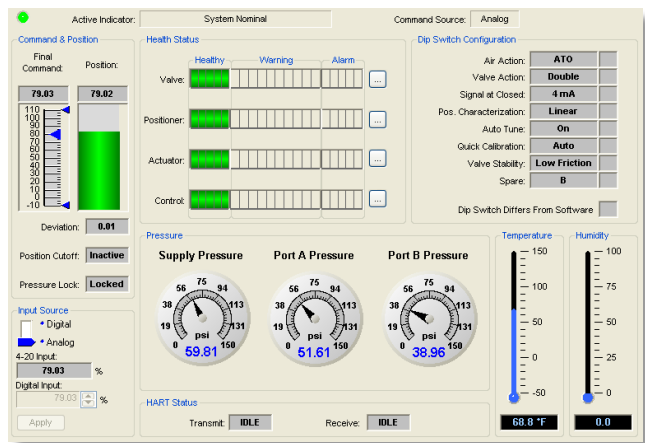 Active Indicator: System Nominal Command Source: Analog
Command & Position
Final Command: Position:
79.03 79.02
110
100
90
80
70
60
50
40
30
20
10
0
-10
Deviation: 0.01
Position Cutoff: Inactive
Pressure Lock: Locked
Input Source
Digital
Analog
4-20 Input:
79.03 %
Digital Input:
79.03 %
Apply
Health Status
Healthy Warning Alarm
Valve: ...
Positioner: ...
Actuator: ...
Control: ...
Dip Switch Configuration
Air Action: ATO
Valve Action: Double
Signal at Closed: 4 mA
Pos. Characterization: Linear
Auto Tune: On
Quick Calibration: Auto
Valve Stability: Low Friction
Spare: B
Dip Switch Differs From Software
Pressure
Supply Pressure Port A Pressure Port B Pressure
0 19 38 56 75 94 113 131 150
psi
59.81
0 19 38 56 75 94 113 131 150
psi
51.61
0 19 38 56 75 94 113 131 150
psi
38.96
HART Status
Transmit: IDLE Receive: IDLE
Temperature
150
100
50
0
-50
68.8 °F
Humidity
100
75
50
25
0
0.0